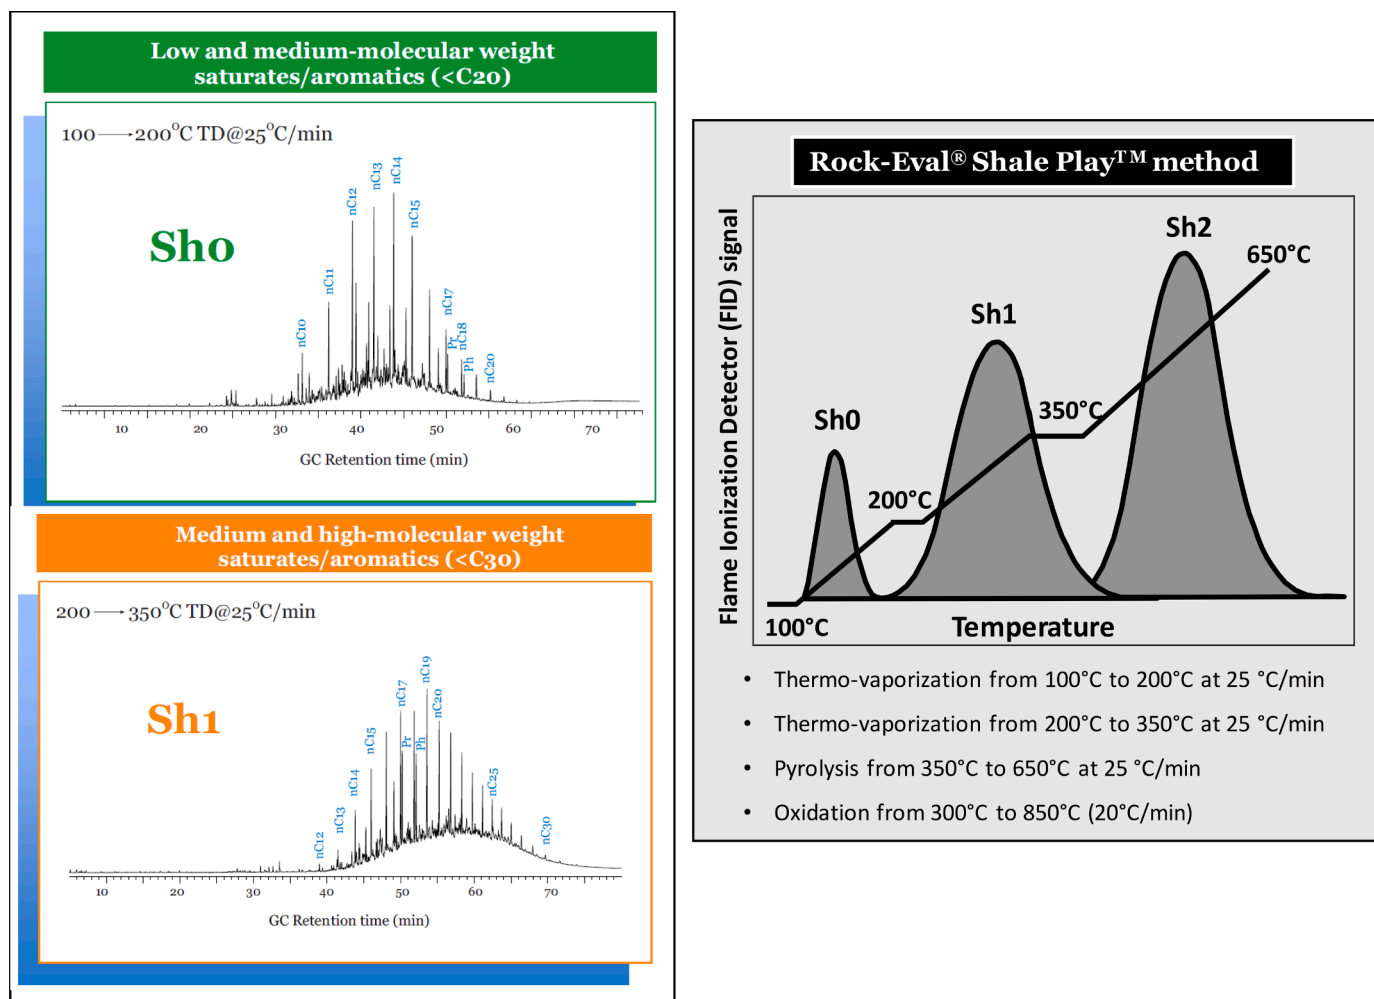 Low and medium-molecular weight
saturates/aromatics (<C20)
100 → 200°C TD@25°C/min
Sh0
nC10
nC11
nC12
nC13
nC14
nC15
nC17
Pr
nC18
Ph
nC20
10 20 30 40 50 60 70
GC Retention time (min)
Medium and high-molecular weight
saturates/aromatics (<C30)
200 → 350°C TD@25°C/min
Sh1
nC12
nC13
nC14
nC15
nC17
Pr
Ph
nC19
nC20
nC25
nC30
10 20 30 40 50 60 70
GC Retention time (min)
Rock-Eval® Shale Play™ method
Flame Ionization Detector (FID) signal
Sh0
Sh1
Sh2
100°C
200°C
350°C
650°C
Temperature
• Thermo-vaporization from 100°C to 200°C at 25 °C/min
• Thermo-vaporization from 200°C to 350°C at 25 °C/min
• Pyrolysis from 350°C to 650°C at 25 °C/min
• Oxidation from 300°C to 850°C (20°C/min)